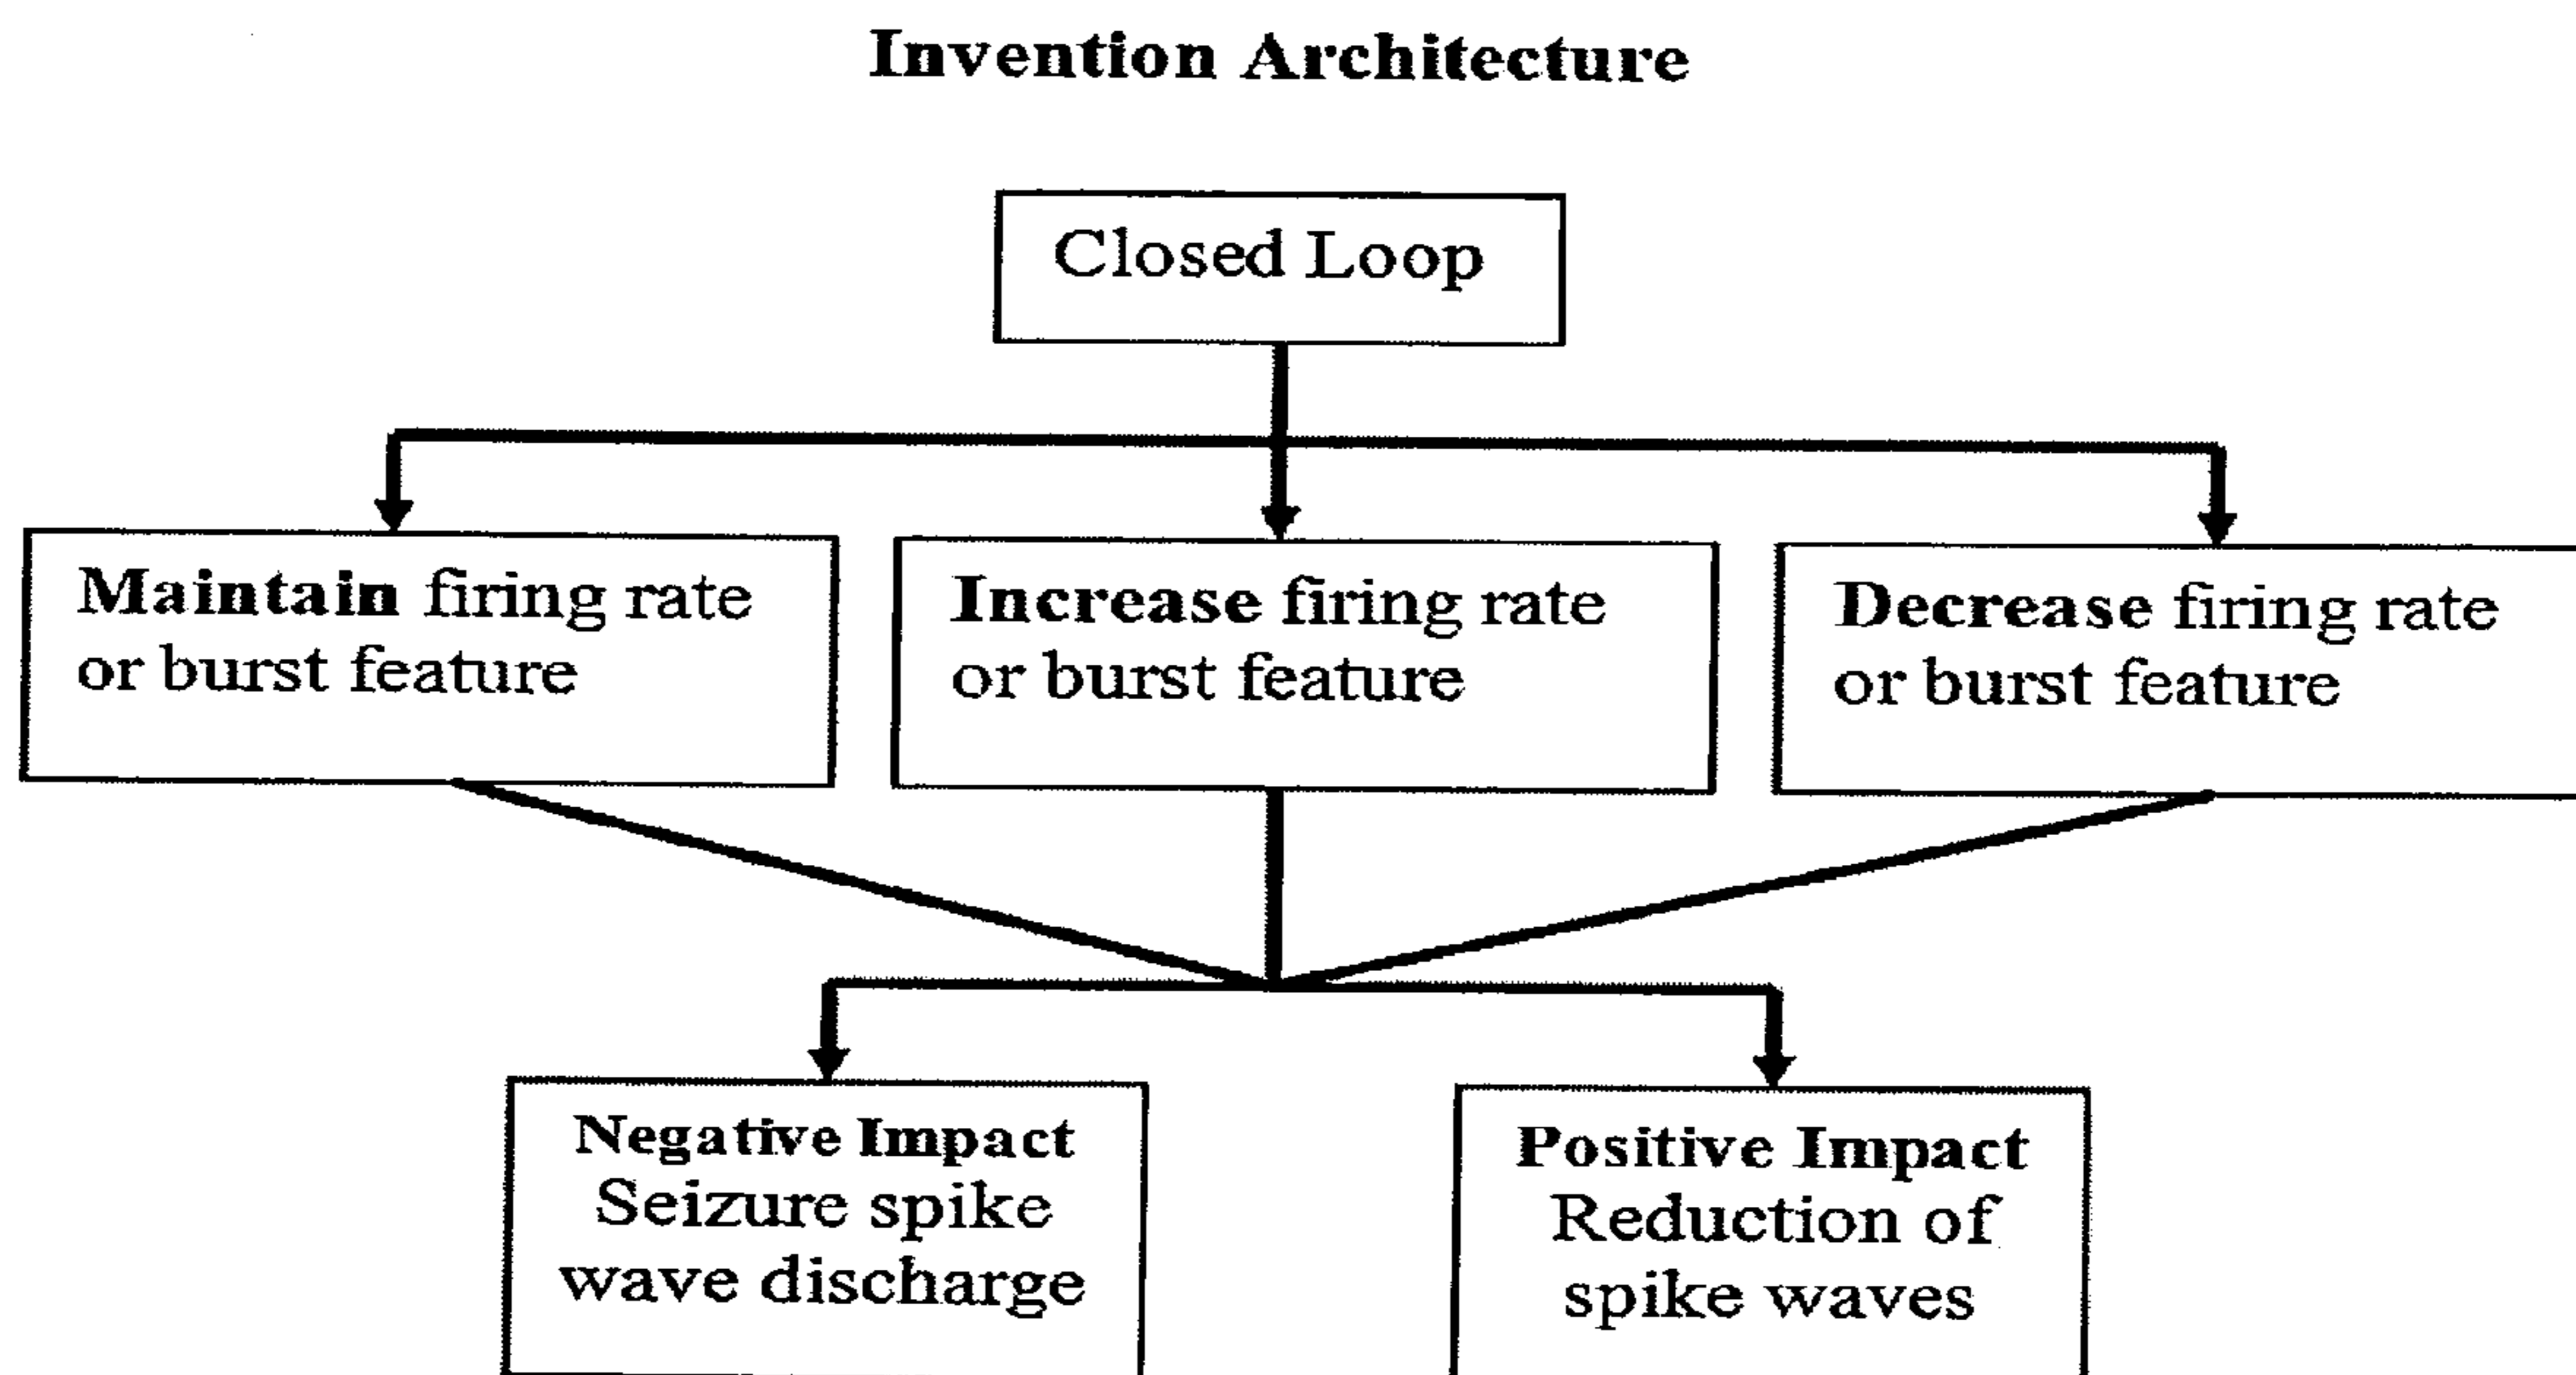 Invention Architecture
Closed Loop
Maintain firing rate
or burst feature
Increase firing rate
or burst feature
Decrease firing rate
or burst feature
Negative Impact
Seizure spike
wave discharge
Positive Impact
Reduction of
spike waves